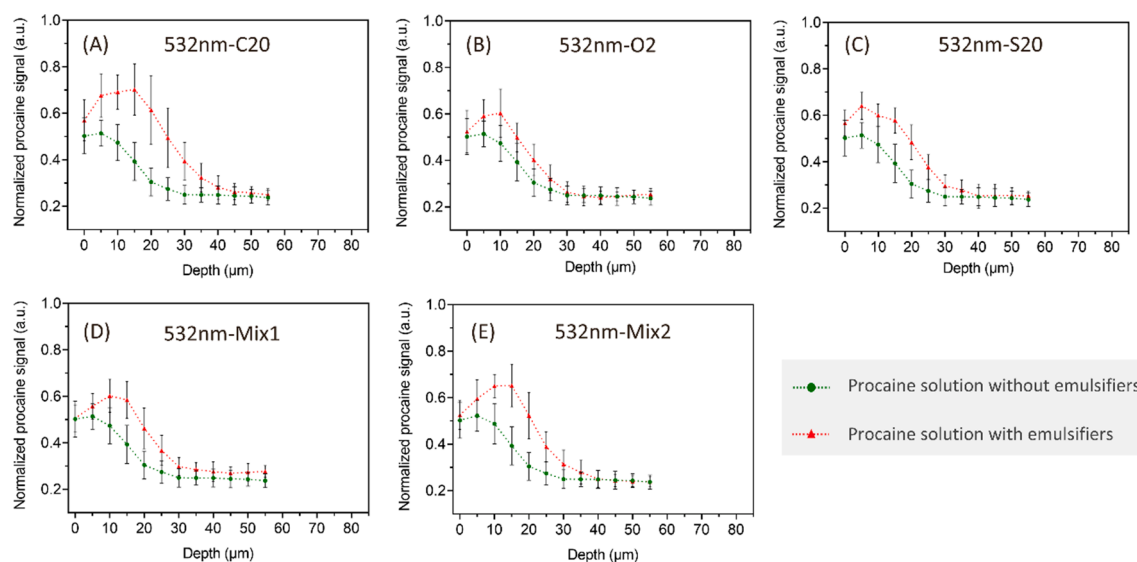 (A) 532nm-C20
Normalized procaine signal (a.u.)
1.0
0.8
0.6
0.4
0.2
0 10 20 30 40 50 60 70 80
Depth (µm)
(B) 532nm-O2
Normalized procaine signal (a.u.)
1.0
0.8
0.6
0.4
0.2
0 10 20 30 40 50 60 70 80
Depth (µm)
(C) 532nm-S20
Normalized procaine signal (a.u.)
1.0
0.8
0.6
0.4
0.2
0 10 20 30 40 50 60 70 80
Depth (µm)
(D) 532nm-Mix1
Normalized procaine signal (a.u.)
1.0
0.8
0.6
0.4
0.2
0 10 20 30 40 50 60 70 80
Depth (µm)
(E) 532nm-Mix2
Normalized procaine signal (a.u.)
1.0
0.8
0.6
0.4
0.2
0 10 20 30 40 50 60 70 80
Depth (µm)
Procaine solution without emulsifiers
Procaine solution with emulsifiers